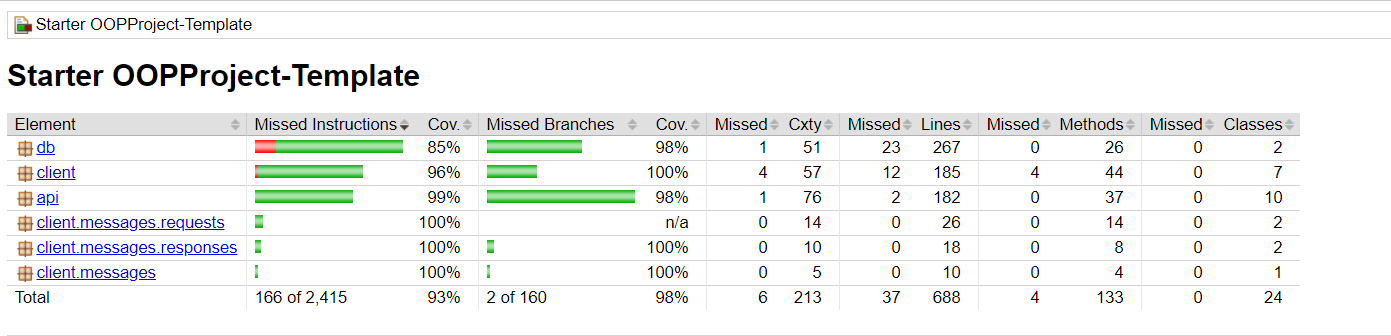 Starter OOPProject-Template
Starter OOPProject-Template
Element Missed Instructions Cov. Missed Branches Cov. Missed Cxty Missed Lines Missed Methods Missed Classes
db 85% 98% 1 51 23 267 0 26 0 2
client 96% 100% 4 57 12 185 4 44 0 7
api 99% 98% 1 76 2 182 0 37 0 10
client.messages.requests 100% n/a 0 14 0 26 0 14 0 2
client.messages.responses 100% 100% 0 10 0 18 0 8 0 2
client.messages 100% 100% 0 5 0 10 0 4 0 1
Total 166 of 2,415 93% 2 of 160 98% 6 213 37 688 4 133 0 24